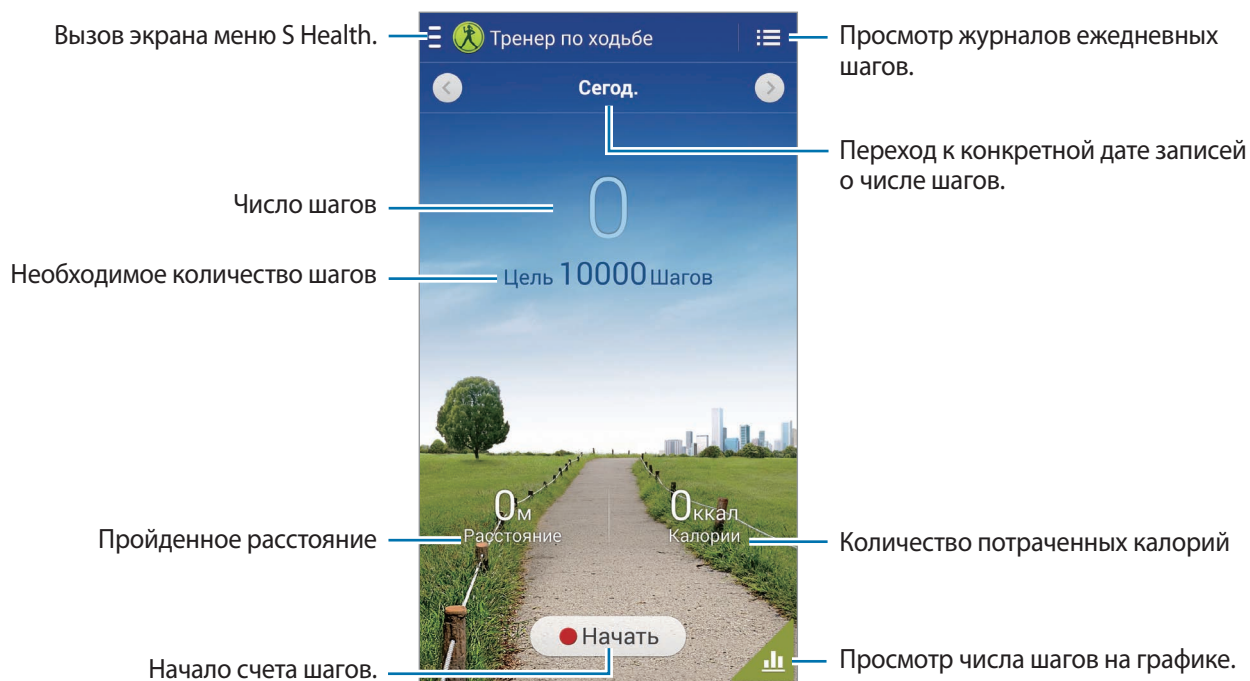 Вызов экрана меню S Health.
Тренер по ходьбе
Просмотр журналов ежедневных
шагов.
Сегод.
Переход к конкретной дате записей
о числе шагов.
Число шагов
0
Необходимое количество шагов
Цель 10000 Шагов
0м
Расстояние
0ккал
Калории
Пройденное расстояние
Количество потраченных калорий
Начать
Начало счета шагов.
Просмотр числа шагов на графике.